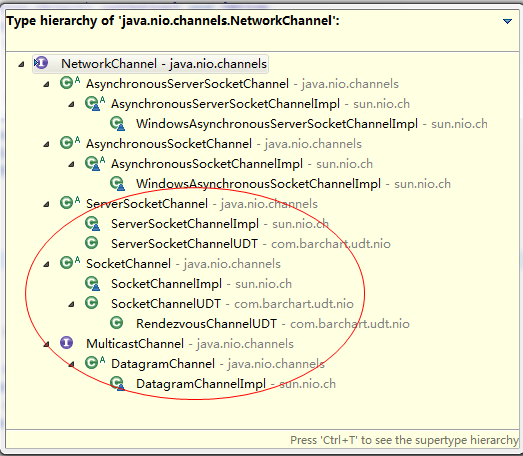 Type hierarchy of 'java.nio.channels.NetworkChannel':
NetworkChannel - java.nio.channels
AsynchronousServerSocketChannel - java.nio.channels
AsynchronousServerSocketChannelImpl - sun.nio.ch
WindowsAsynchronousServerSocketChannelImpl - sun.nio.ch
AsynchronousSocketChannel - java.nio.channels
AsynchronousSocketChannelImpl - sun.nio.ch
WindowsAsynchronousSocketChannelImpl - sun.nio.ch
ServerSocketChannel - java.nio.channels
ServerSocketChannelImpl - sun.nio.ch
ServerSocketChannelUDT - com.barchart.udt.nio
SocketChannel - java.nio.channels
SocketChannelImpl - sun.nio.ch
SocketChannelUDT - com.barchart.udt.nio
RendezvousChannelUDT - com.barchart.udt.nio
MulticastChannel - java.nio.channels
DatagramChannel - java.nio.channels
DatagramChannelImpl - sun.nio.ch
Press 'Ctrl+T' to see the supertype hierarchy